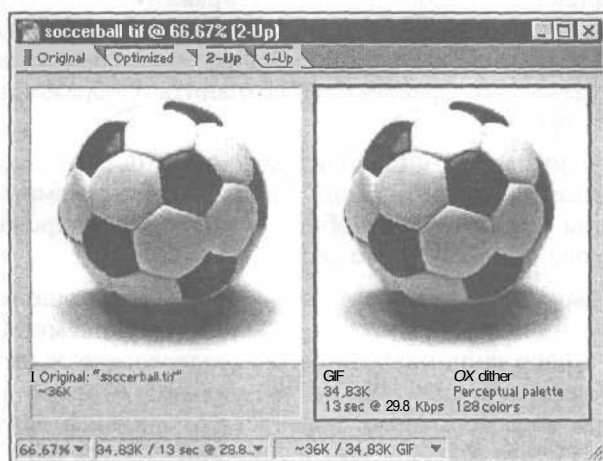 soccerball tif @ 66,67% (2-Up)
Original Optimized 2-Up 4-Up
I Original: "soccerball.tif"
~36K
GIF OX dither
34,83K Perceptual palette
13 sec @ 29.8 Kbps 128 colors
66,67% 34,83K / 13 sec @ 28.8... ~36K / 34,83K GIF